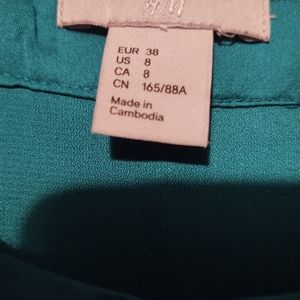 H&M
EUR 38
US 8
CA 8
CN 165/88A
Made in
Cambodia